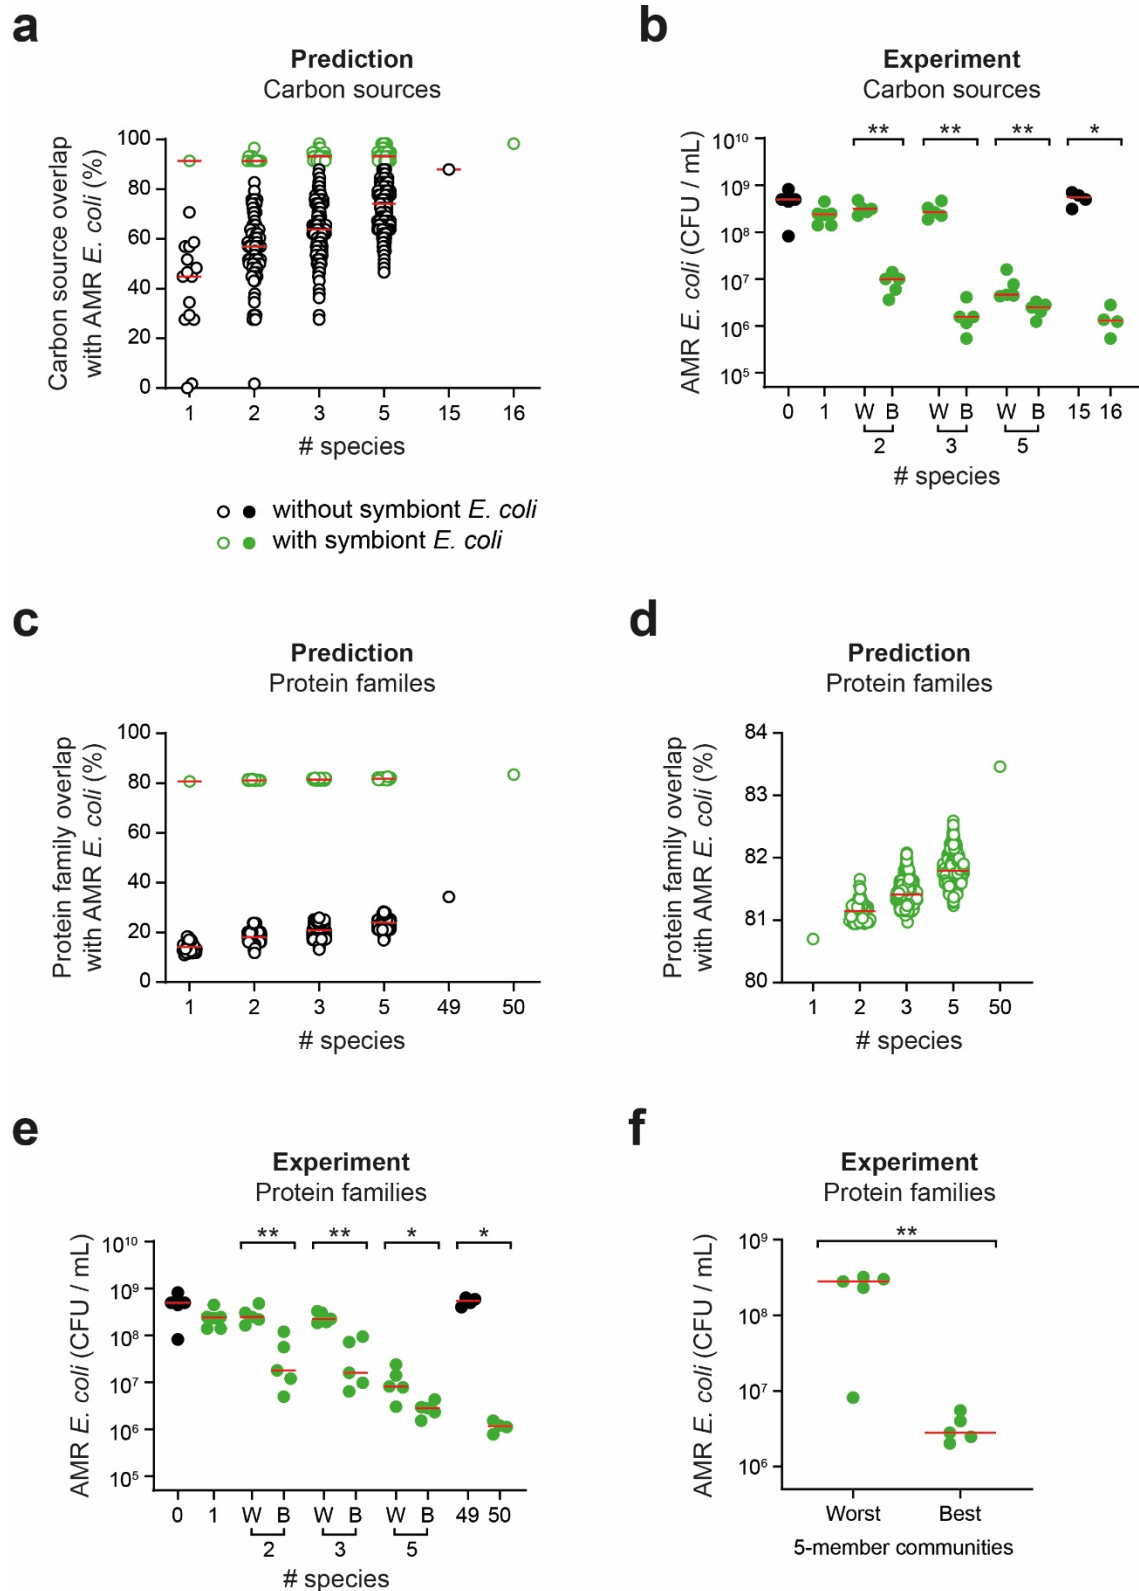 a
Prediction
Carbon sources
Carbon source overlap
with AMR E. coli (%)
100
80
60
40
20
0
1 2 3 5 15 16
# species
b
Experiment
Carbon sources
AMR E. coli (CFU / mL)
** ** ** *
10¹⁰
10⁹
10⁸
10⁷
10⁶
10⁵
0 1 W B W B W B 15 16
2 3 5
# species
without symbiont E. coli
with symbiont E. coli
c
Prediction
Protein familes
Protein family overlap
with AMR E. coli (%)
100
80
60
40
20
0
1 2 3 5 49 50
# species
d
Prediction
Protein familes
Protein family overlap
with AMR E. coli (%)
84
83
82
81
80
1 2 3 5 50
# species
e
Experiment
Protein families
AMR E. coli (CFU / mL)
** ** * *
10¹⁰
10⁹
10⁸
10⁷
10⁶
10⁵
0 1 W B W B W B 49 50
2 3 5
# species
f
Experiment
Protein families
AMR E. coli (CFU / mL)
**
10⁹
10⁸
10⁷
10⁶
Worst Best
5-member communities